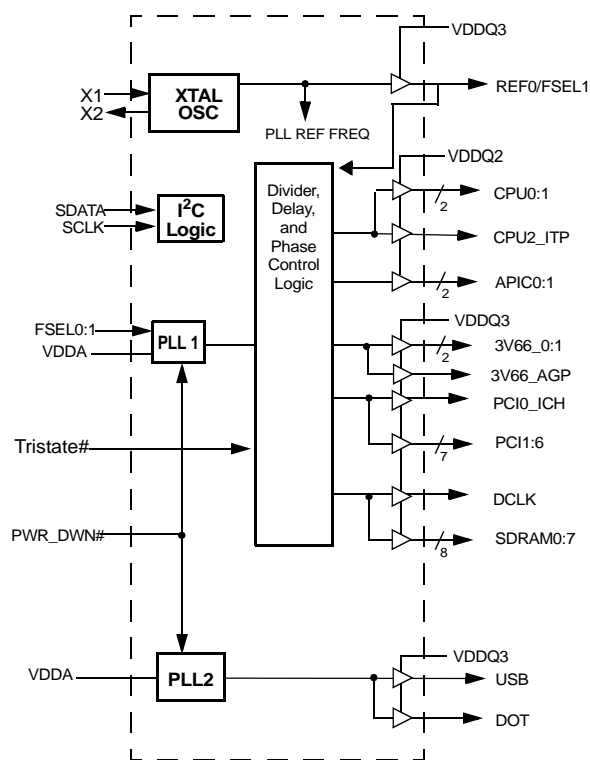 VDDQ3
X1
X2
XTAL
OSC
REF0/FSEL1
PLL REF FREQ
VDDQ2
SDATA
SCLK
I2C
Logic
Divider,
Delay,
and
Phase
Control
Logic
2
CPU0:1
CPU2_ITP
2
APIC0:1
VDDQ3
FSEL0:1
VDDA
PLL 1
2
3V66_0:1
3V66_AGP
PCI0_ICH
7
PCI1:6
Tristate#
DCLK
PWR_DWN#
8
SDRAM0:7
VDDQ3
VDDA
PLL2
USB
DOT